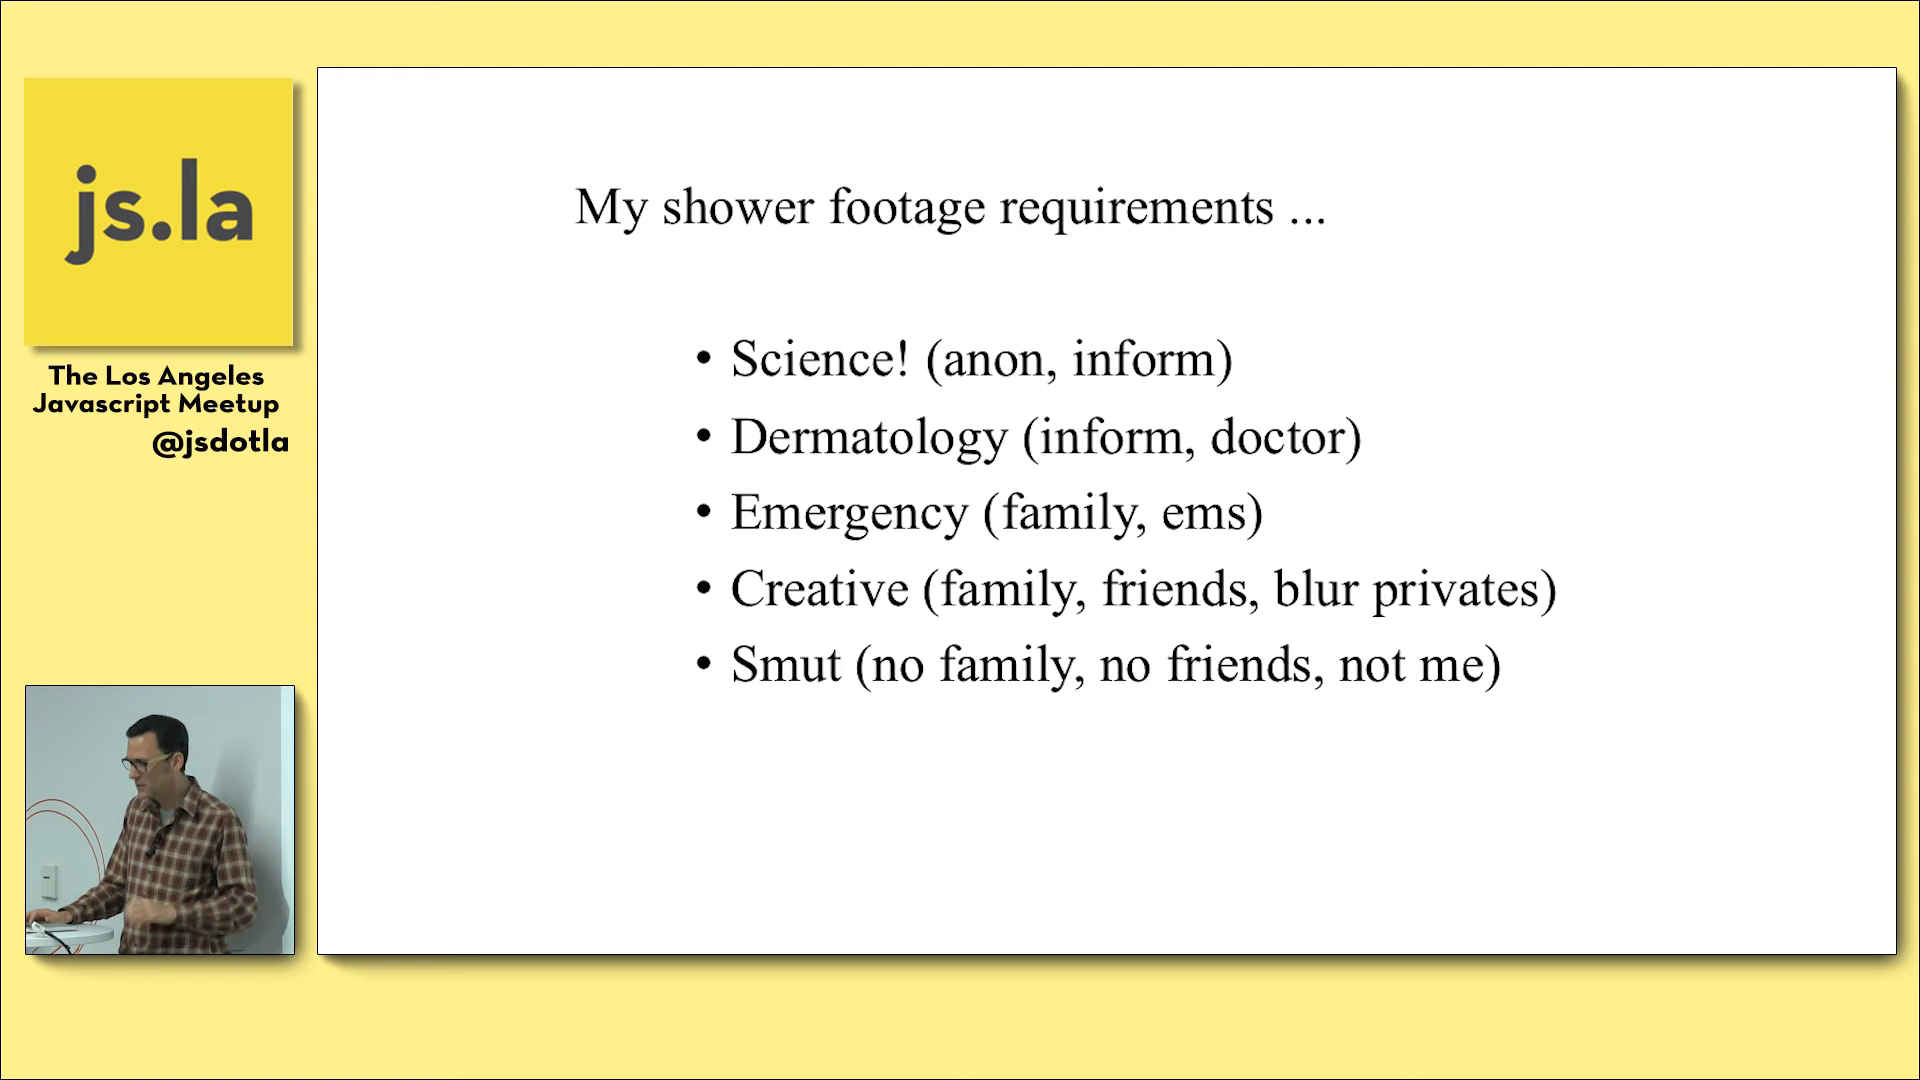 js.la
The Los Angeles
Javascript Meetup
@jsdotla
My shower footage requirements ...
• Science! (anon, inform)
• Dermatology (inform, doctor)
• Emergency (family, ems)
• Creative (family, friends, blur privates)
• Smut (no family, no friends, not me)